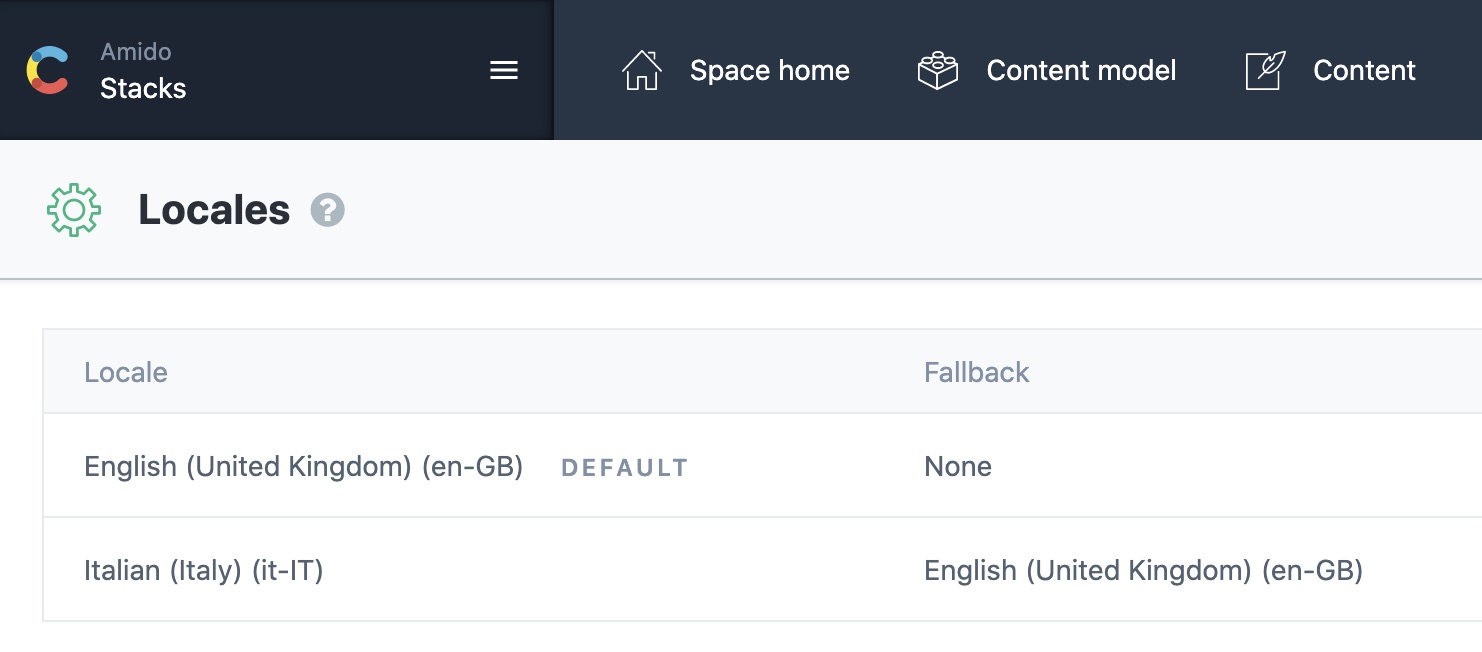 Amido
Stacks
Space home
Content model
Content
Locales ?
Locale
Fallback
English (United Kingdom) (en-GB) DEFAULT
None
Italian (Italy) (it-IT)
English (United Kingdom) (en-GB)